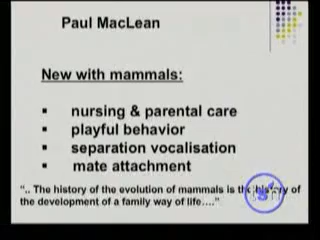 Paul MacLean
New with mammals:
▪ nursing & parental care
▪ playful behavior
▪ separation vocalisation
▪ mate attachment
“.. The history of the evolution of mammals is the history of
the development of a family way of life….”